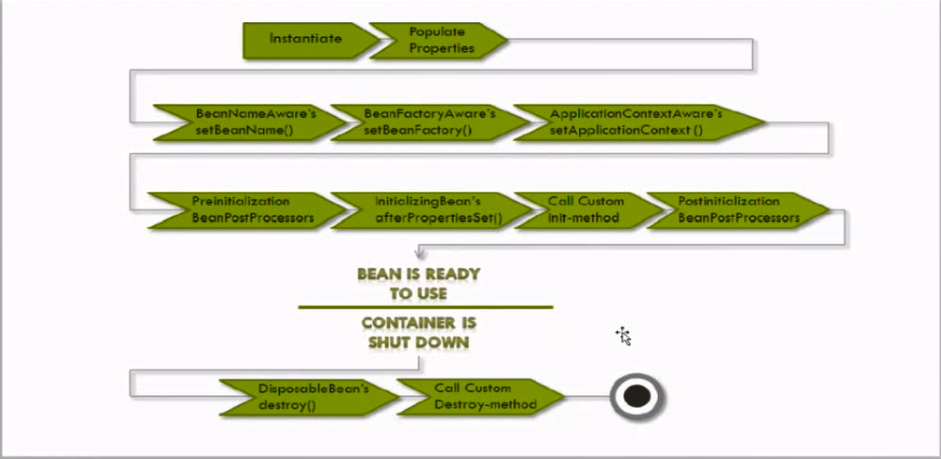 Instantiate
Populate
Properties
BeanNameAware's
setBeanName()
BeanFactoryAware's
setBeanFactory()
ApplicationContextAware's
setApplicationContext ()
Preinitialization
BeanPostProcessors
InitializingBean's
afterPropertiesSet()
Call Custom
init-method
Postinitialization
BeanPostProcessors
BEAN IS READY
TO USE
CONTAINER IS
SHUT DOWN
DisposableBean's
destroy()
Call Custom
Destroy-method